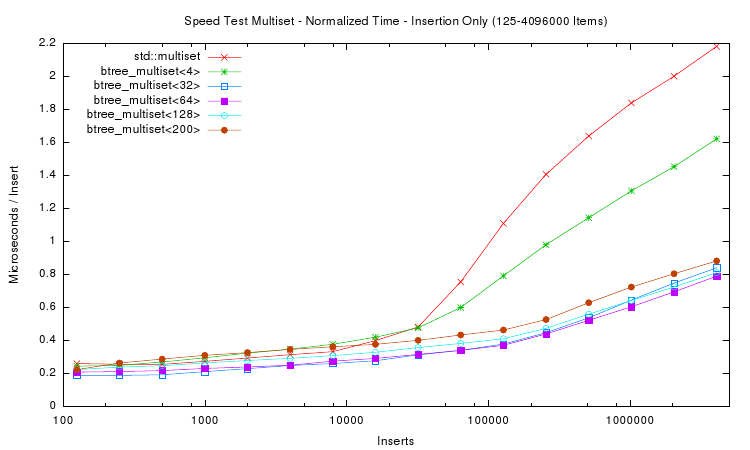 Speed Test Multiset - Normalized Time - Insertion Only (125-4096000 Items)
2.2
2
1.8
1.6
1.4
1.2
1
0.8
0.6
0.4
0.2
0
Microseconds / Insert
std::multiset
btree_multiset<4>
btree_multiset<32>
btree_multiset<64>
btree_multiset<128>
btree_multiset<200>
100 1000 10000 100000 1000000
Inserts